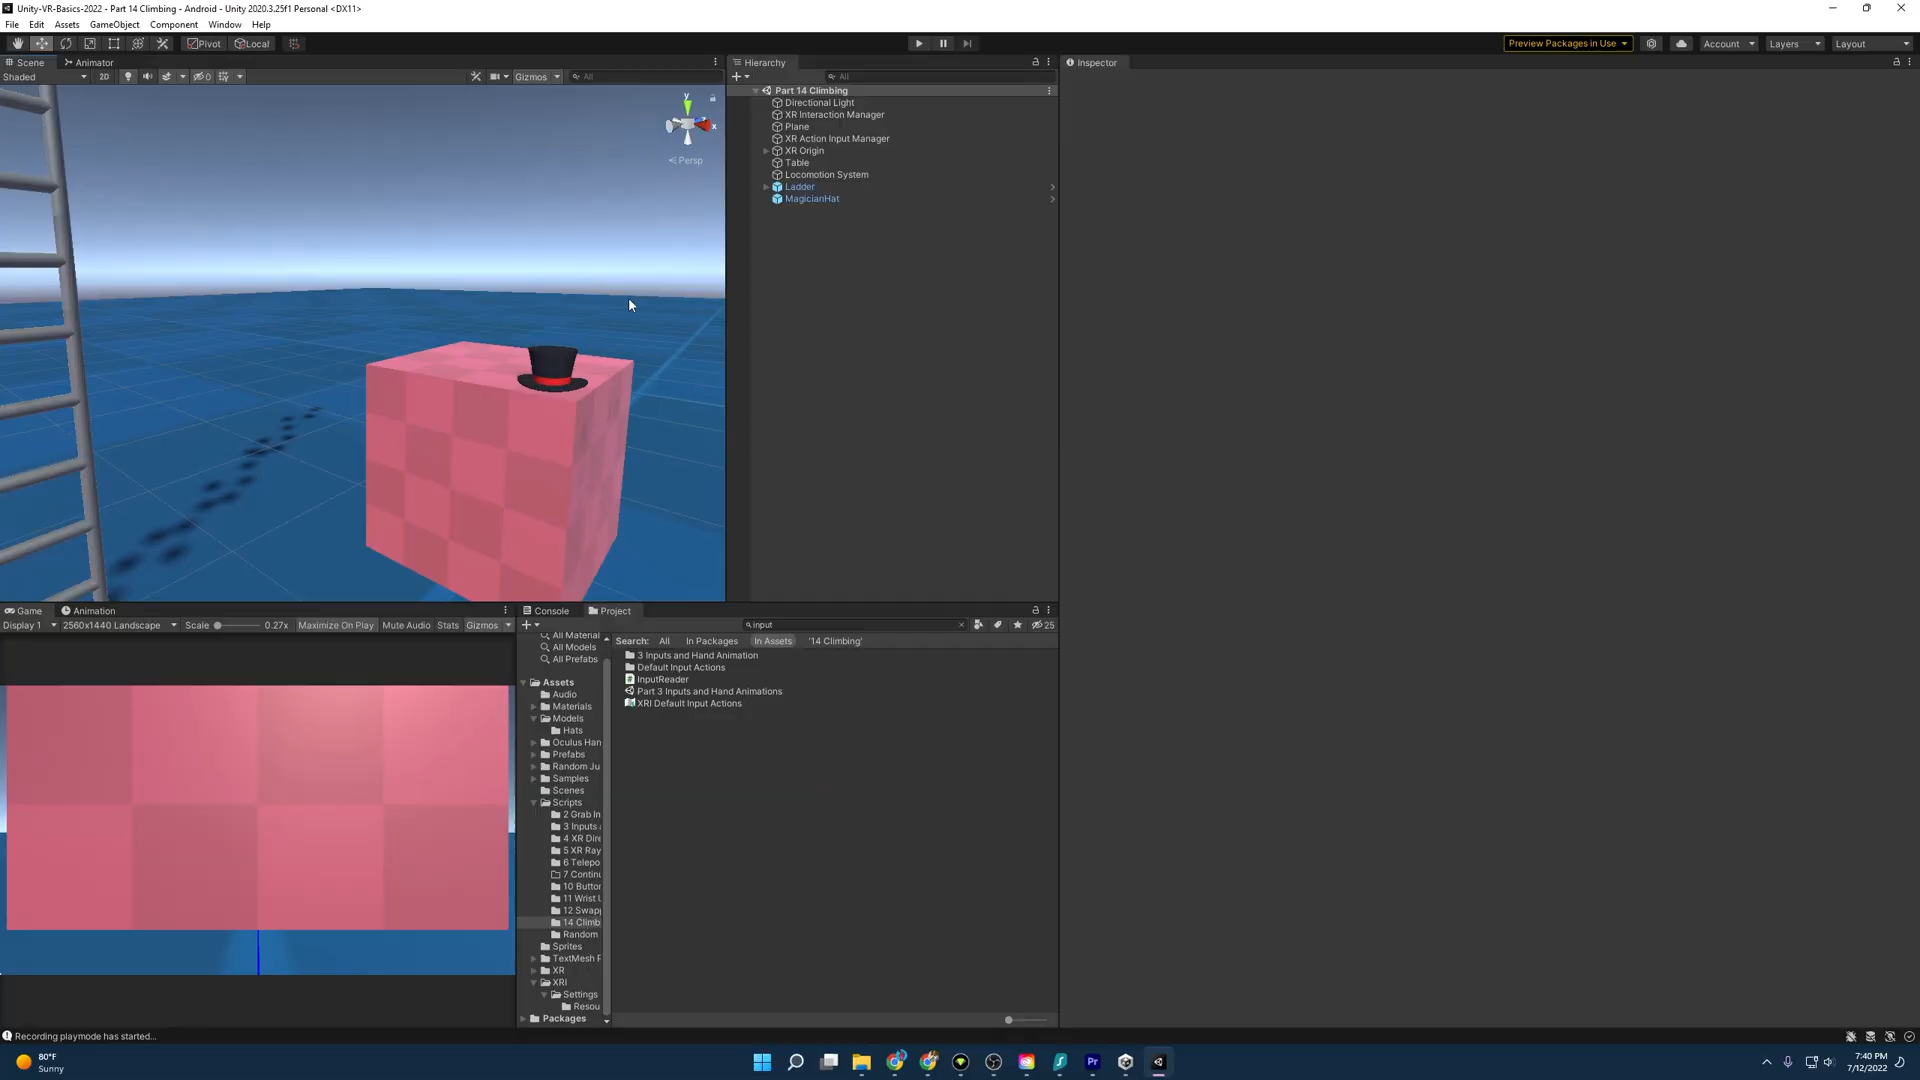 Unity-VR-Basics-2022 - Part 14 Climbing - Android - Unity 2020.3.25f1 Personal <DX11>
File Edit Assets GameObject Component Window Help
Pivot Local
Preview Packages in Use Account Layers Layout
Scene Animator
Shaded 2D 0 Gizmos All
y
x
Persp
Hierarchy
All
Part 14 Climbing
Directional Light
XR Interaction Manager
Plane
XR Action Input Manager
XR Origin
Table
Locomotion System
Ladder
MagicianHat
Inspector
Game Animation
Display 1 2560x1440 Landscape Scale 0.27x Maximize On Play Mute Audio Stats Gizmos
Console Project
input 25
All Material
All Models
All Prefabs
Assets
Audio
Materials
Models
Hats
Oculus Han
Prefabs
Random Ju
Samples
Scenes
Scripts
2 Grab In
3 Inputs
4 XR Dire
5 XR Ray
6 Telepo
7 Contin
10 Button
11 Wrist
12 Swap
14 Climb
Random
Sprites
TextMesh
XR
XRI
Settings
Resou
Packages
Search: All In Packages In Assets '14 Climbing'
3 Inputs and Hand Animation
Default Input Actions
InputReader
Part 3 Inputs and Hand Animations
XRI Default Input Actions
Recording playmode has started...
80°F
Sunny
Pr
7:40 PM
7/12/2022